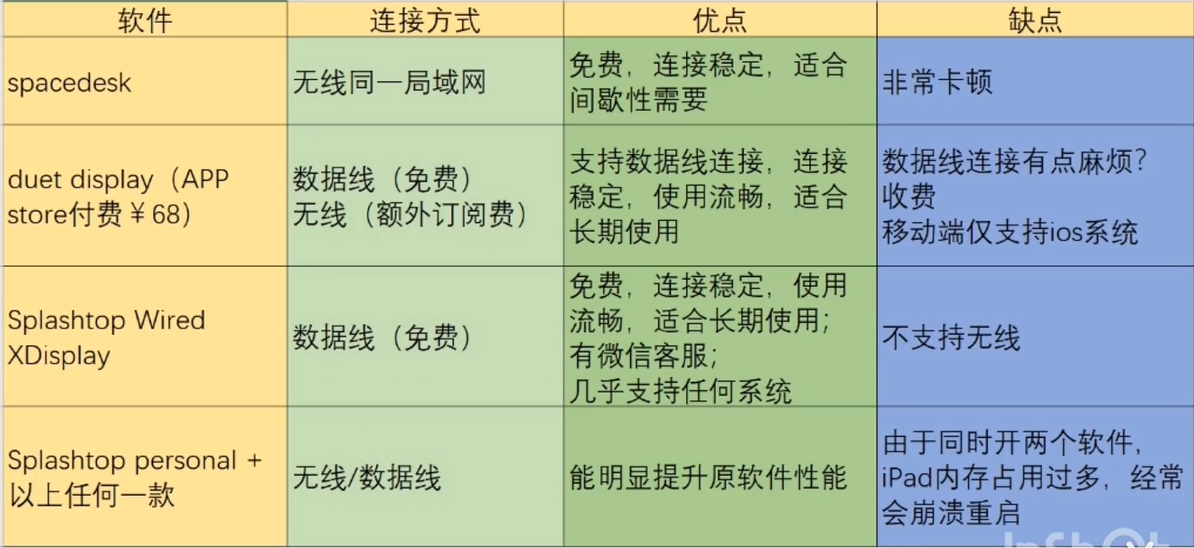 软件 连接方式 优点 缺点
spacedesk
无线同一局域网
免费，连接稳定，适合
间歇性需要
非常卡顿
duet display（APP
store付费￥68）
数据线（免费）
无线（额外订阅费）
支持数据线连接，连接
稳定，使用流畅，适合
长期使用
数据线连接有点麻烦？
收费
移动端仅支持ios系统
Splashtop Wired
XDisplay
数据线（免费）
免费，连接稳定，使用
流畅，适合长期使用；
有微信客服；
几乎支持任何系统
不支持无线
Splashtop personal +
以上任何一款
无线/数据线
能明显提升原软件性能
由于同时开两个软件，
iPad内存占用过多，经常
会崩溃重启
InShOt